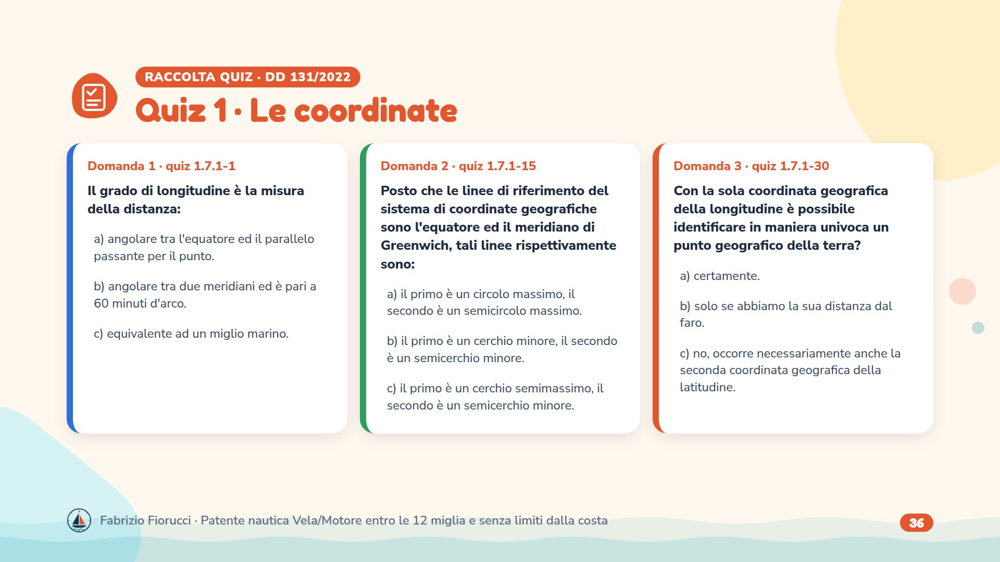 RACCOLTA QUIZ · DD 131/2022
Quiz 1 · Le coordinate
Domanda 1 · quiz 1.7.1-1
Il grado di longitudine è la misura
della distanza:
a) angolare tra l'equatore ed il parallelo
passante per il punto.
b) angolare tra due meridiani ed è pari a
60 minuti d'arco.
c) equivalente ad un miglio marino.
Domanda 2 · quiz 1.7.1-15
Posto che le linee di riferimento del
sistema di coordinate geografiche
sono l'equatore ed il meridiano di
Greenwich, tali linee rispettivamente
sono:
a) il primo è un circolo massimo, il
secondo è un semicircolo massimo.
b) il primo è un cerchio minore, il secondo
è un semicerchio minore.
c) il primo è un cerchio semimassimo, il
secondo è un semicerchio minore.
Domanda 3 · quiz 1.7.1-30
Con la sola coordinata geografica
della longitudine è possibile
identificare in maniera univoca un
punto geografico della terra?
a) certamente.
b) solo se abbiamo la sua distanza dal
faro.
c) no, occorre necessariamente anche la
seconda coordinata geografica della
latitudine.
Fabrizio Fiorucci · Patente nautica Vela/Motore entro le 12 miglia e senza limiti dalla costa
36